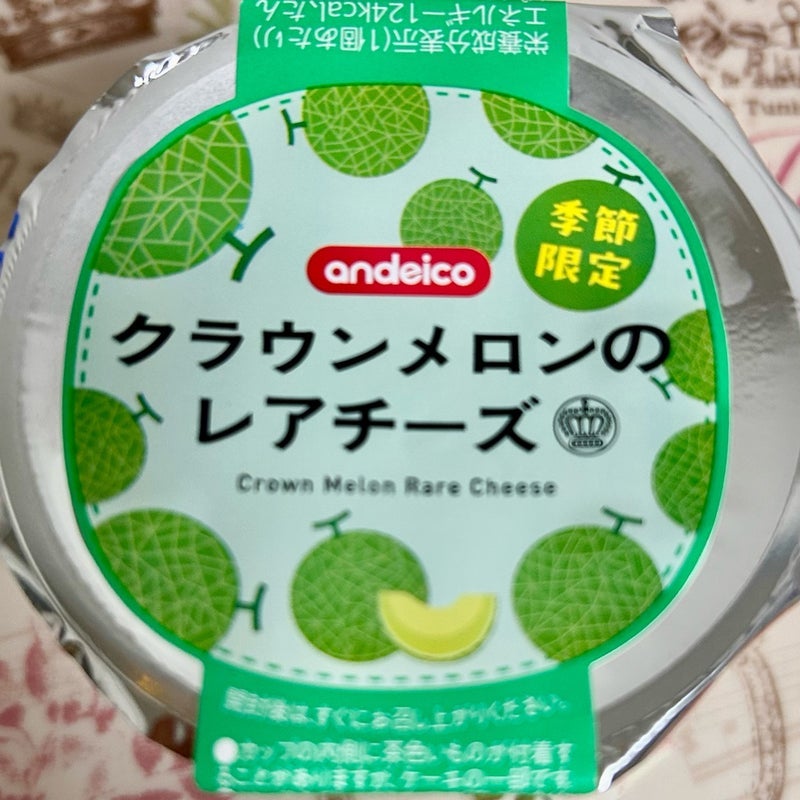 栄養成分表示(1個あたり)
エネルギー124kcal、たん
季節
限定
andeico
クラウンメロンの
レアチーズ
Crown Melon Rare Cheese
開封後は、すぐにお召し上がりください。
●カップの内側に茶色いものが付着す
ることがありますが、ケーキの一部です